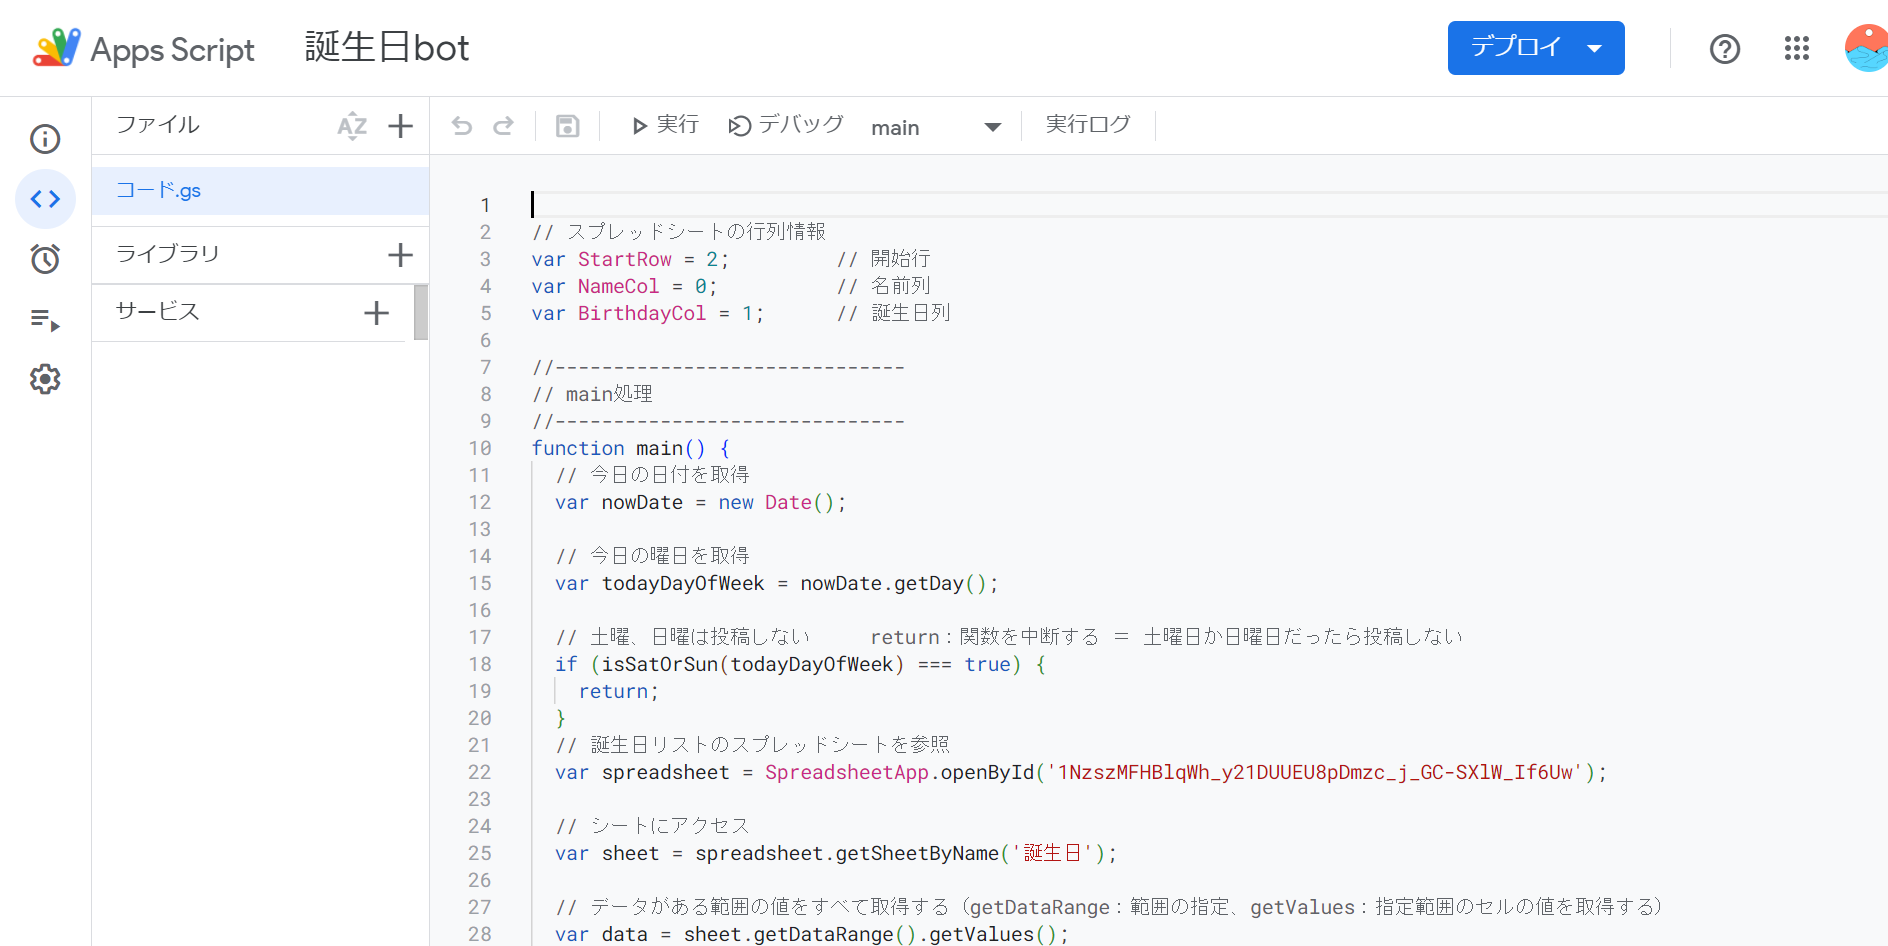 Apps Script 誕生日bot デプロイ
ファイル AZ 実行 デバッグ main 実行ログ
コード.gs
ライブラリ
サービス
1
2 // スプレッドシートの行列情報
3 var StartRow = 2; // 開始行
4 var NameCol = 0; // 名前列
5 var BirthdayCol = 1; // 誕生日列
6
7 //------------------------------
8 // main処理
9 //------------------------------
10 function main() {
11 // 今日の日付を取得
12 var nowDate = new Date();
13
14 // 今日の曜日を取得
15 var todayDayOfWeek = nowDate.getDay();
16
17 // 土曜、日曜は投稿しない return：関数を中断する ＝ 土曜日か日曜日だったら投稿しない
18 if (isSatOrSun(todayDayOfWeek) === true) {
19 return;
20 }
21 // 誕生日リストのスプレッドシートを参照
22 var spreadsheet = SpreadsheetApp.openById('1NzszMFHBlqWh_y21DUUEU8pDmzc_j_GC-SXlW_If6Uw');
23
24 // シートにアクセス
25 var sheet = spreadsheet.getSheetByName('誕生日');
26
27 // データがある範囲の値をすべて取得する（getDataRange：範囲の指定、getValues：指定範囲のセルの値を取得する）
28 var data = sheet.getDataRange().getValues();